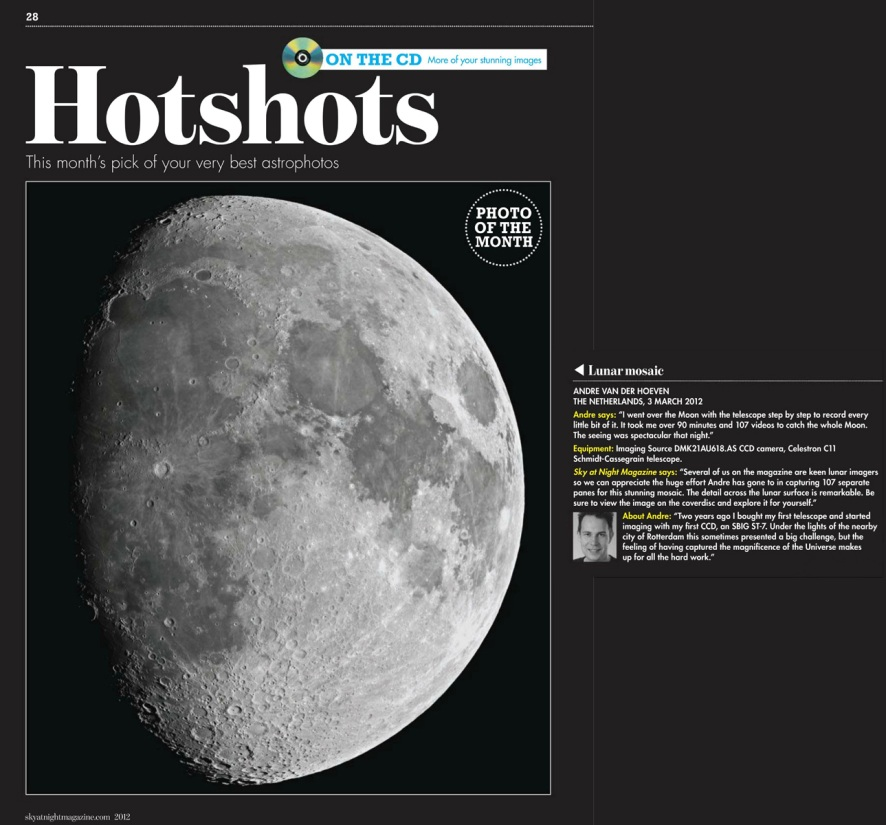 28
ON THE CD More of your stunning images
Hotshots
This month's pick of your very best astrophotos
PHOTO
OF THE
MONTH
◀ Lunar mosaic
ANDRE VAN DER HOEVEN
THE NETHERLANDS, 3 MARCH 2012
Andre says: “I went over the Moon with the telescope step by step to record every
little bit of it. It took me over 90 minutes and 107 videos to catch the whole Moon.
The seeing was spectacular that night.”
Equipment: Imaging Source DMK21AU618.AS CCD camera, Celestron C11
Schmidt-Cassegrain telescope.
Sky at Night Magazine says: “Several of us on the magazine are keen lunar imagers
so we can appreciate the huge effort Andre has gone to in capturing 107 separate
panes for this stunning mosaic. The detail across the lunar surface is remarkable. Be
sure to view the image on the coverdisc and explore it for yourself.”
About Andre: “Two years ago I bought my first telescope and started
imaging with my first CCD, an SBIG ST-7. Under the lights of the nearby
city of Rotterdam this sometimes presented a big challenge, but the
feeling of having captured the magnificence of the Universe makes
up for all the hard work.”
skyatnightmagazine.com 2012